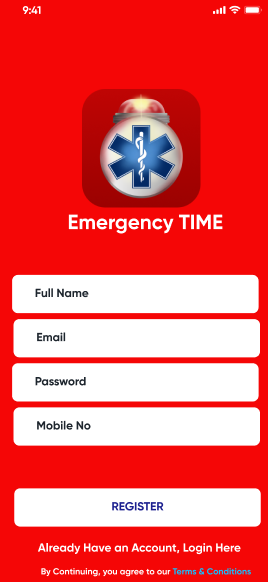 9:41
Emergency TIME
Full Name
Email
Password
Mobile No
REGISTER
Already Have an Account, Login Here
By Continuing, you agree to our Terms & Conditions